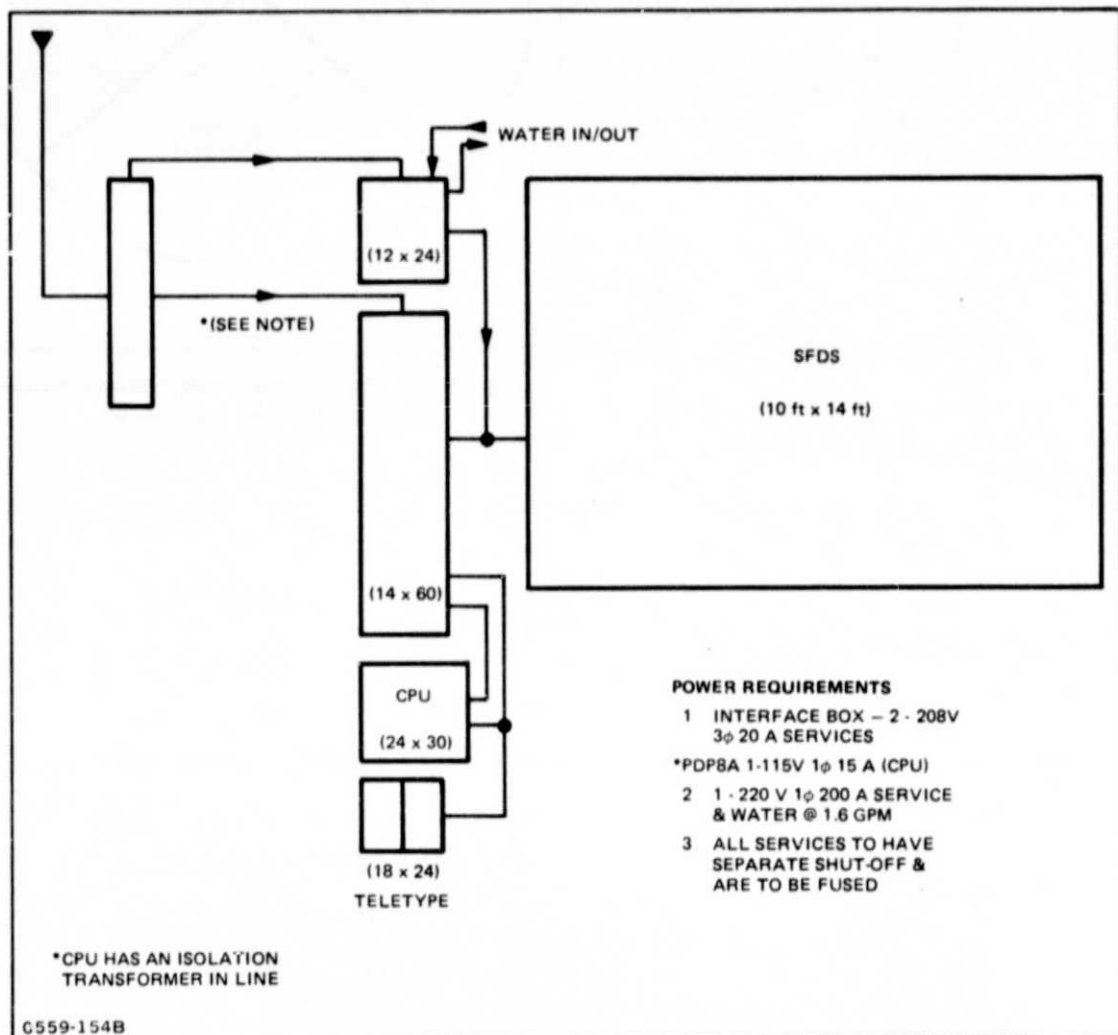 WATER IN/OUT
(12 x 24)
*(SEE NOTE)
SFDS
(10 ft x 14 ft)
(14 x 60)
CPU
(24 x 30)
(18 x 24)
TELETYPE
POWER REQUIREMENTS
1 INTERFACE BOX – 2 - 208V
3ϕ 20 A SERVICES
*PDP8A 1-115V 1ϕ 15 A (CPU)
2 1 - 220 V 1ϕ 200 A SERVICE
& WATER @ 1.6 GPM
3 ALL SERVICES TO HAVE
SEPARATE SHUT-OFF &
ARE TO BE FUSED
*CPU HAS AN ISOLATION
TRANSFORMER IN LINE
G559-154B